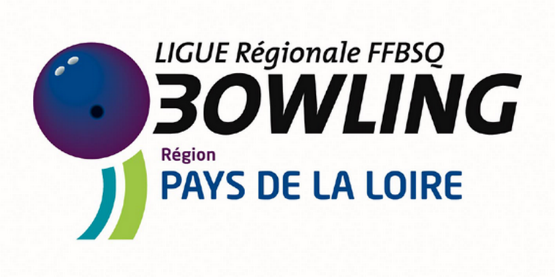 LIGUE Régionale FFBSQ
BOWLING
Région
PAYS DE LA LOIRE